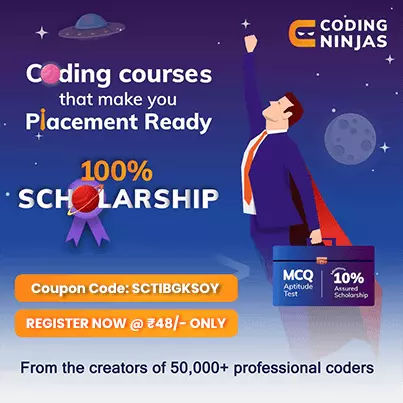 CODING
NINJAS
Coding courses
that make you
Placement Ready
100%
SCHOLARSHIP
MCQ
Aptitude
Test
10%
Assured
Scholarship
Coupon Code: SCTIBGKSOY
REGISTER NOW @ ₹48/- ONLY
From the creators of 50,000+ professional coders